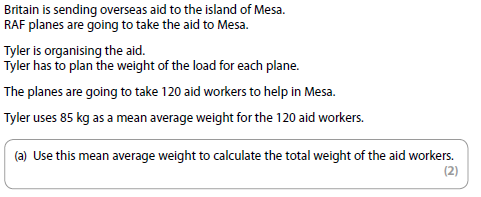 Britain is sending overseas aid to the island of Mesa.
RAF planes are going to take the aid to Mesa.
Tyler is organising the aid.
Tyler has to plan the weight of the load for each plane.
The planes are going to take 120 aid workers to help in Mesa.
Tyler uses 85 kg as a mean average weight for the 120 aid workers.
(a) Use this mean average weight to calculate the total weight of the aid workers.
(2)